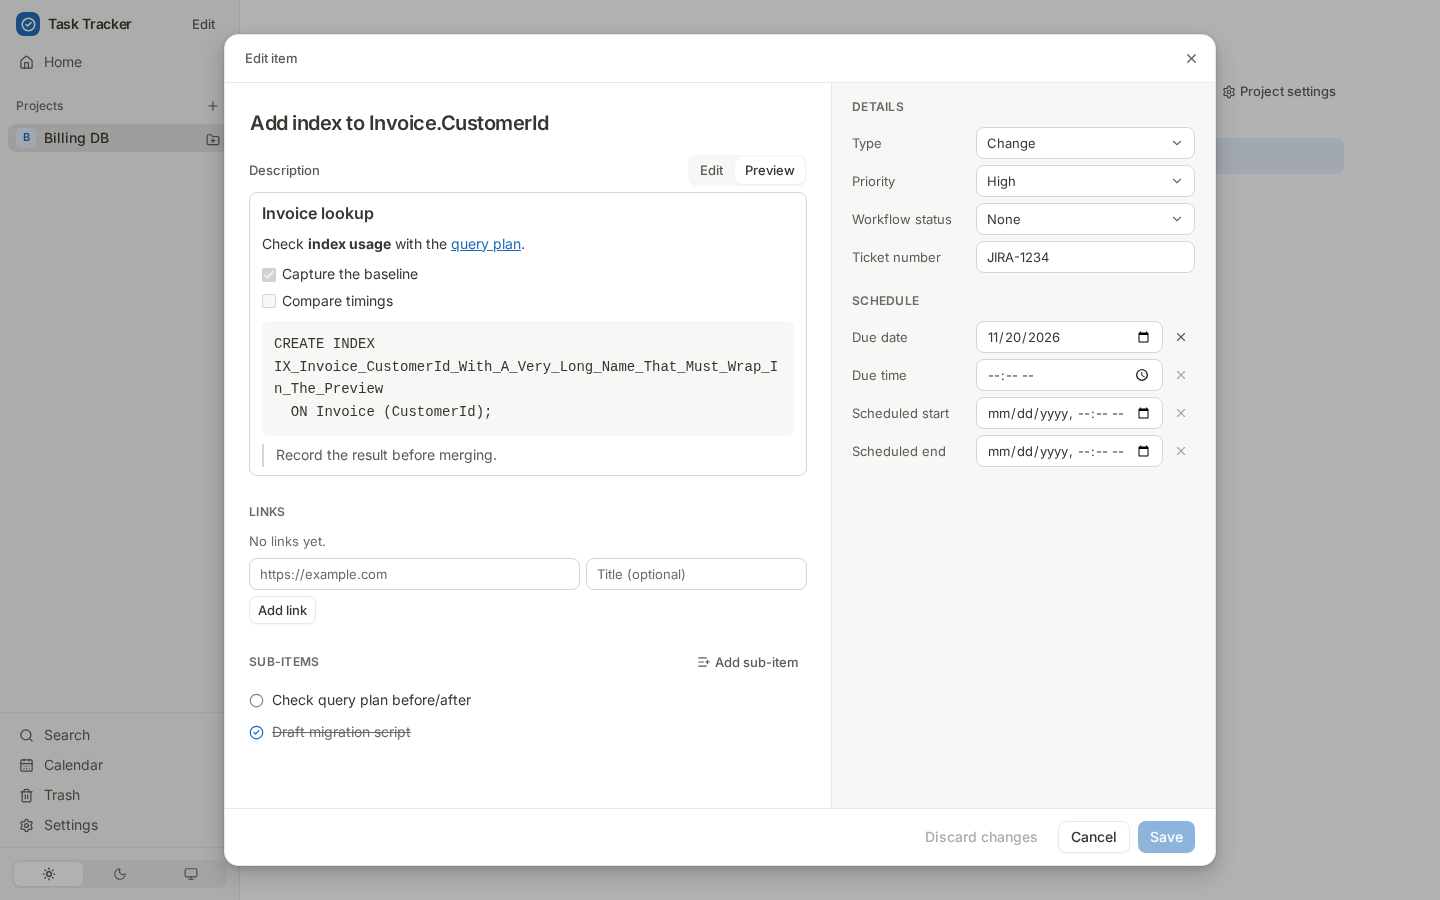 Task Tracker
Edit
Home
Projects
B
Billing DB
Search
Calendar
Trash
Settings
Project settings
Edit item
Add index to Invoice.CustomerId
Description
Edit
Preview
Invoice lookup
Check index usage with the query plan.
Capture the baseline
Compare timings
CREATE INDEX
IX_Invoice_CustomerId_With_A_Very_Long_Name_That_Must_Wrap_I
n_The_Preview
ON Invoice (CustomerId);
Record the result before merging.
LINKS
No links yet.
https://example.com
Title (optional)
Add link
SUB-ITEMS
Add sub-item
Check query plan before/after
Draft migration script
DETAILS
Type
Change
Priority
High
Workflow status
None
Ticket number
JIRA-1234
SCHEDULE
Due date
11/20/2026
Due time
--:-- --
Scheduled start
mm/dd/yyyy, --:-- --
Scheduled end
mm/dd/yyyy, --:-- --
Discard changes
Cancel
Save